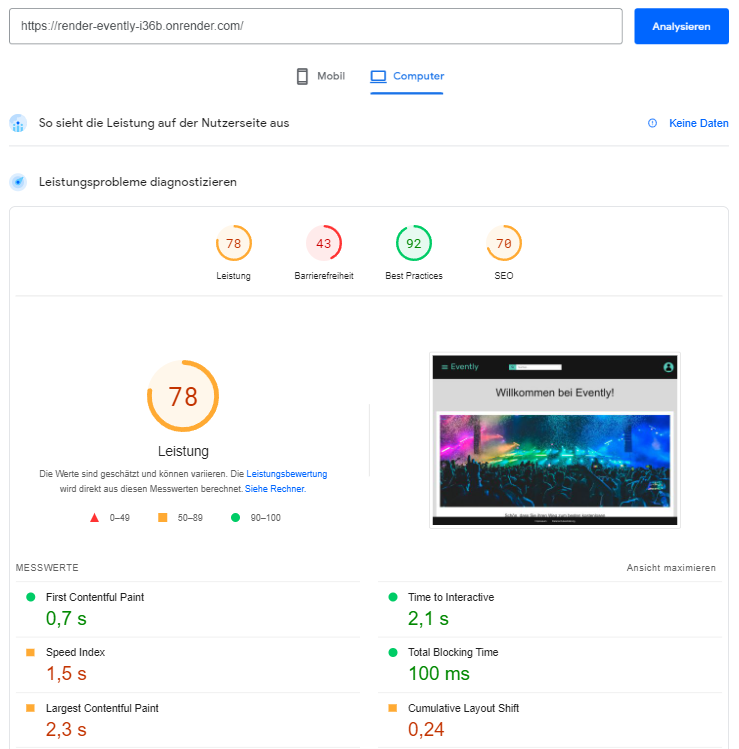 https://render-evently-i36b.onrender.com/
Analysieren
Mobil
Computer
So sieht die Leistung auf der Nutzerseite aus
Keine Daten
Leistungsprobleme diagnostizieren
78
43
92
70
Leistung
Barrierefreiheit
Best Practices
SEO
78
Leistung
Die Werte sind geschätzt und können variieren. Die Leistungsbewertung
wird direkt aus diesen Messwerten berechnet. Siehe Rechner.
0–49
50–89
90–100
Evently
Willkommen bei Evently!
MESSWERTE
Ansicht maximieren
First Contentful Paint
0,7 s
Time to Interactive
2,1 s
Speed Index
1,5 s
Total Blocking Time
100 ms
Largest Contentful Paint
2,3 s
Cumulative Layout Shift
0,24